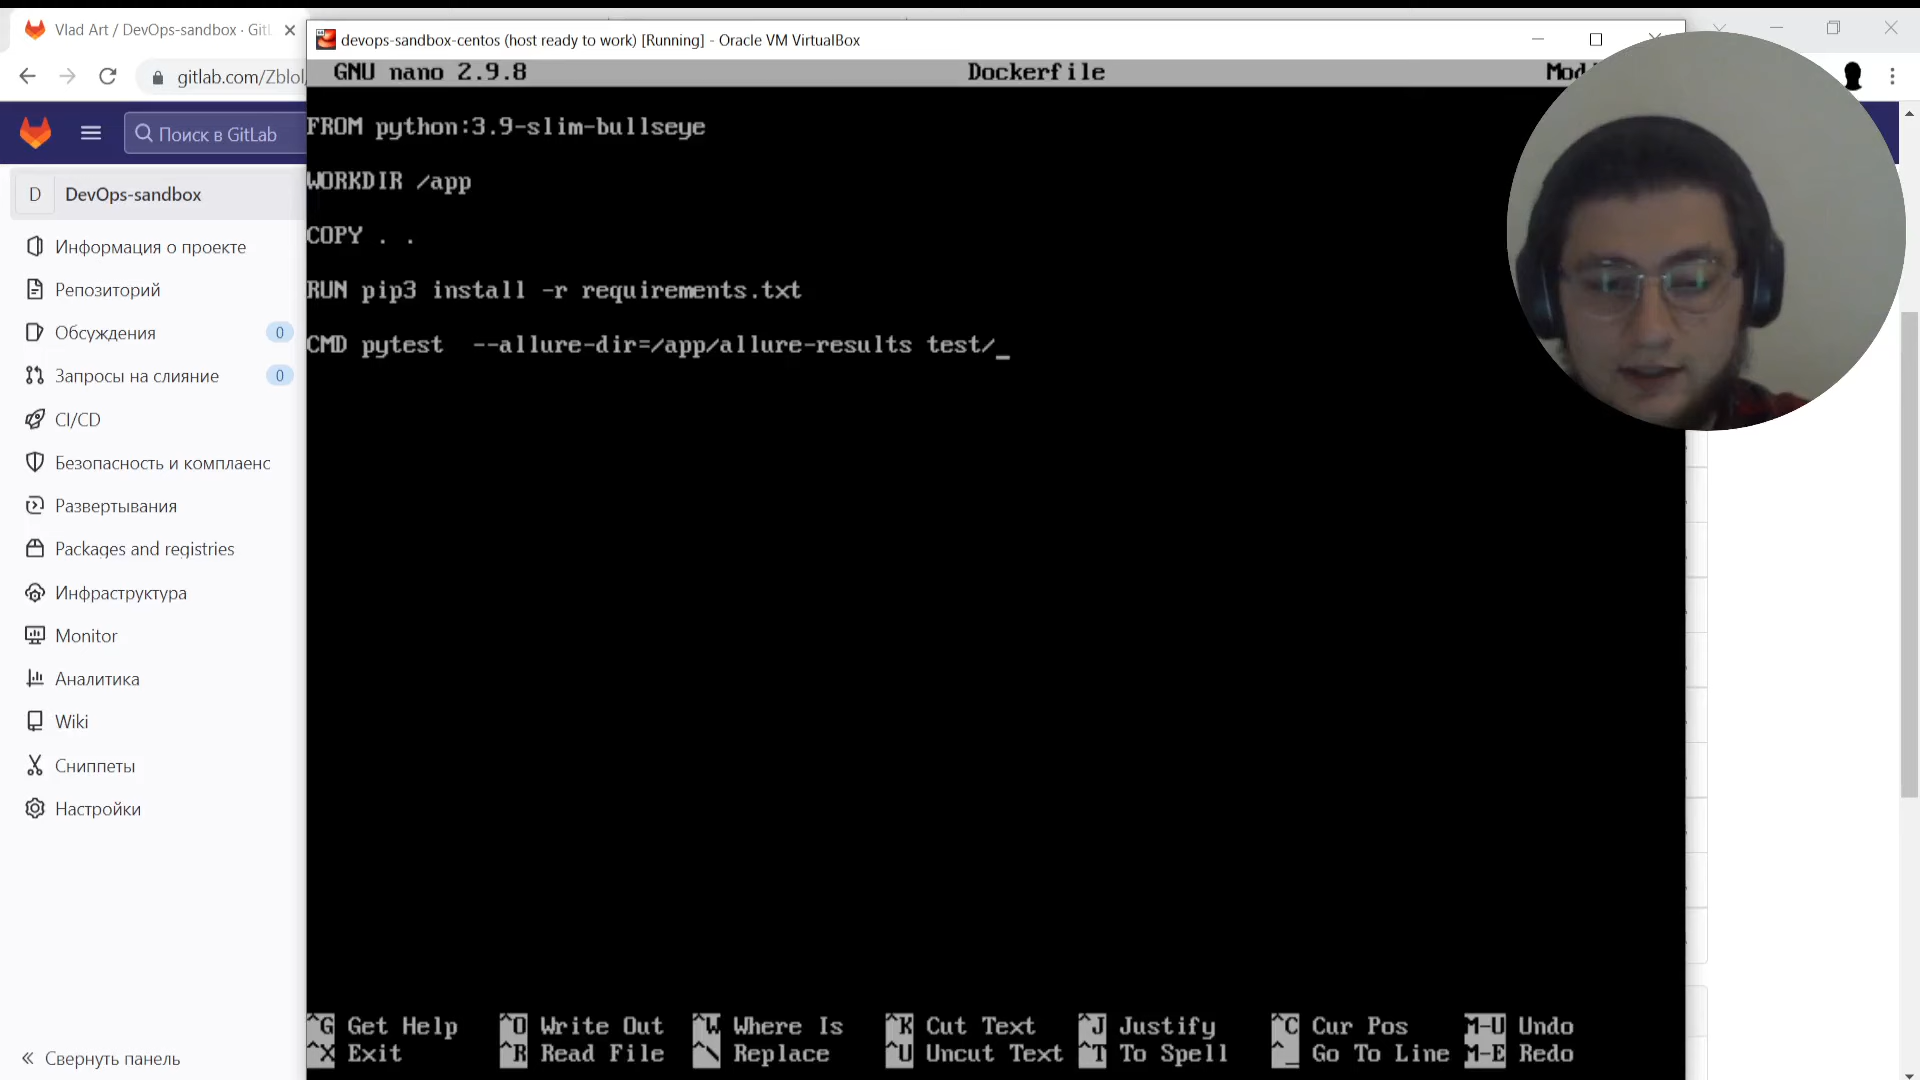 Vlad Art / DevOps-sandbox · Git
devops-sandbox-centos (host ready to work) [Running] - Oracle VM VirtualBox
gitlab.com/Zblol
GNU nano 2.9.8
Dockerfile
Поиск в GitLab
FROM python:3.9-slim-bullseye
WORKDIR /app
COPY . .
RUN pip3 install -r requirements.txt
CMD pytest  --allure-dir=/app/allure-results test/_
D DevOps-sandbox
Информация о проекте
Репозиторий
Обсуждения 0
Запросы на слияние 0
CI/CD
Безопасность и комплаенс
Развертывания
Packages and registries
Инфраструктура
Monitor
Аналитика
Wiki
Сниппеты
Настройки
Свернуть панель
^G Get Help ^O Write Out ^W Where Is ^K Cut Text ^J Justify ^C Cur Pos M-U Undo
^X Exit ^R Read File ^\ Replace ^U Uncut Text ^T To Spell ^_ Go To Line M-E Redo